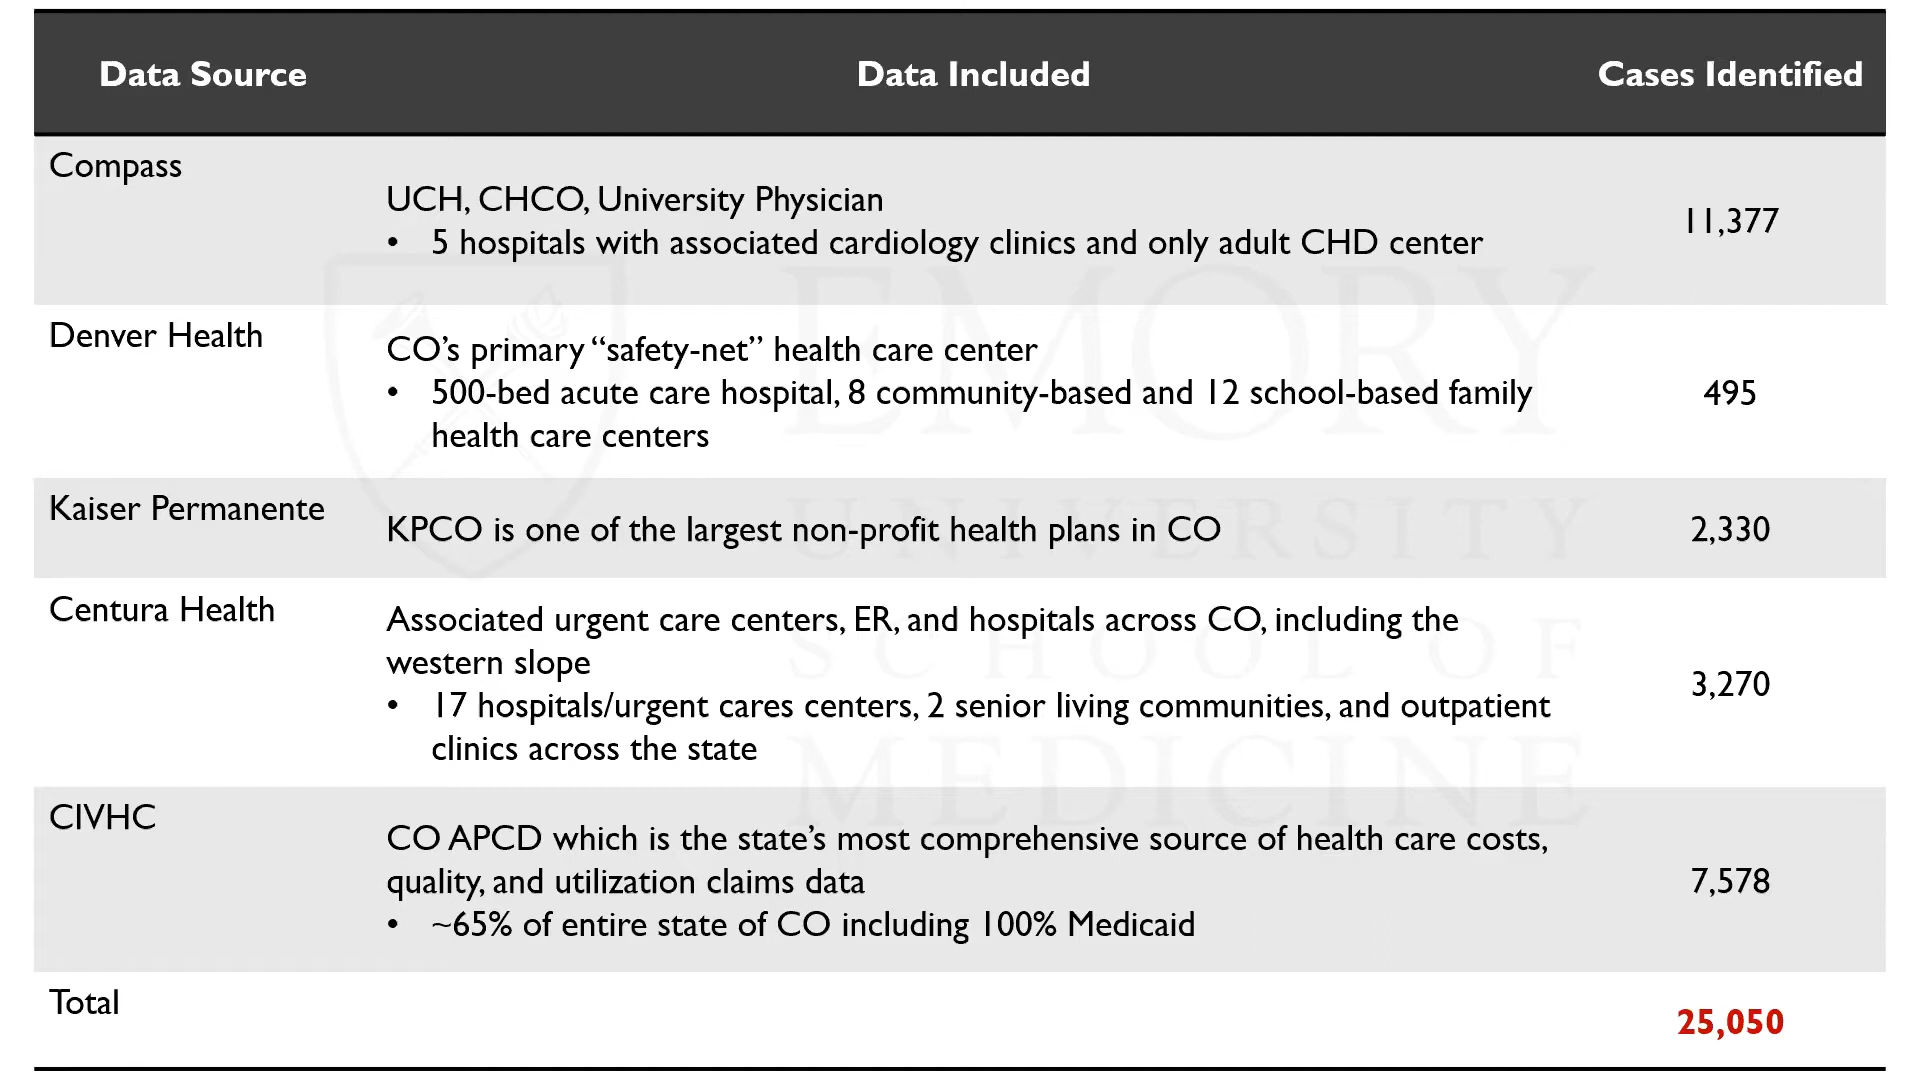 Data Source Data Included Cases Identified
Compass
UCH, CHCO, University Physician
• 5 hospitals with associated cardiology clinics and only adult CHD center
11,377
Denver Health
CO’s primary “safety-net” health care center
• 500-bed acute care hospital, 8 community-based and 12 school-based family
health care centers
495
Kaiser Permanente
KPCO is one of the largest non-profit health plans in CO
2,330
Centura Health
Associated urgent care centers, ER, and hospitals across CO, including the
western slope
• 17 hospitals/urgent cares centers, 2 senior living communities, and outpatient
clinics across the state
3,270
CIVHC
CO APCD which is the state’s most comprehensive source of health care costs,
quality, and utilization claims data
• ~65% of entire state of CO including 100% Medicaid
7,578
Total
25,050
EMORY
UNIVERSITY
SCHOOL OF
MEDICINE